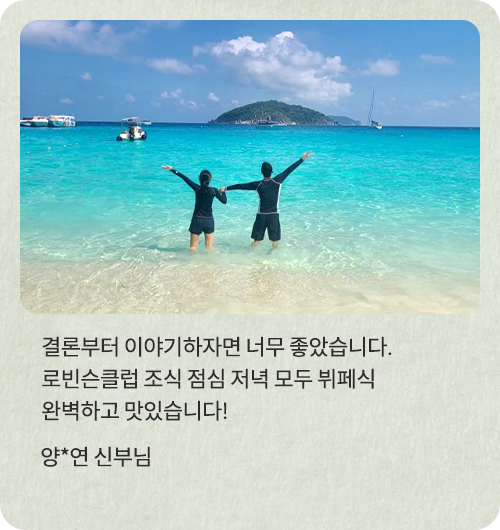 결론부터 이야기하자면 너무 좋았습니다.
로빈슨클럽 조식 점심 저녁 모두 뷔페식
완벽하고 맛있습니다!
양*연 신부님